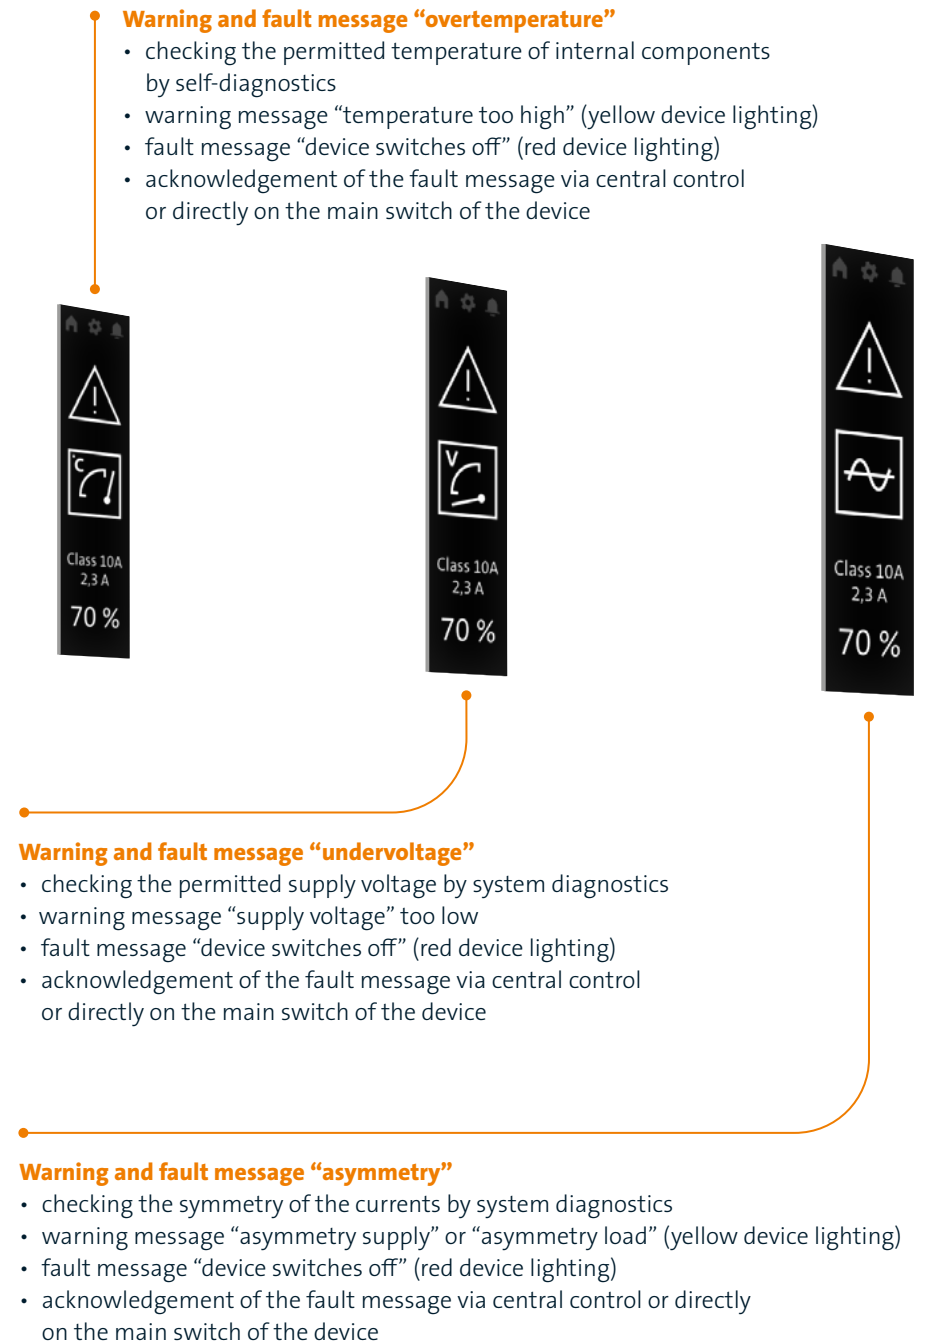 Warning and fault message “overtemperature”
• checking the permitted temperature of internal components
by self-diagnostics
• warning message “temperature too high” (yellow device lighting)
• fault message “device switches off” (red device lighting)
• acknowledgement of the fault message via central control
or directly on the main switch of the device
°C
Class 10A
2,3 A
70 %
V
Class 10A
2,3 A
70 %
Class 10A
2,3 A
70 %
Warning and fault message “undervoltage”
• checking the permitted supply voltage by system diagnostics
• warning message “supply voltage” too low
• fault message “device switches off” (red device lighting)
• acknowledgement of the fault message via central control
or directly on the main switch of the device
Warning and fault message “asymmetry”
• checking the symmetry of the currents by system diagnostics
• warning message “asymmetry supply” or “asymmetry load” (yellow device lighting)
• fault message “device switches off” (red device lighting)
• acknowledgement of the fault message via central control or directly
on the main switch of the device